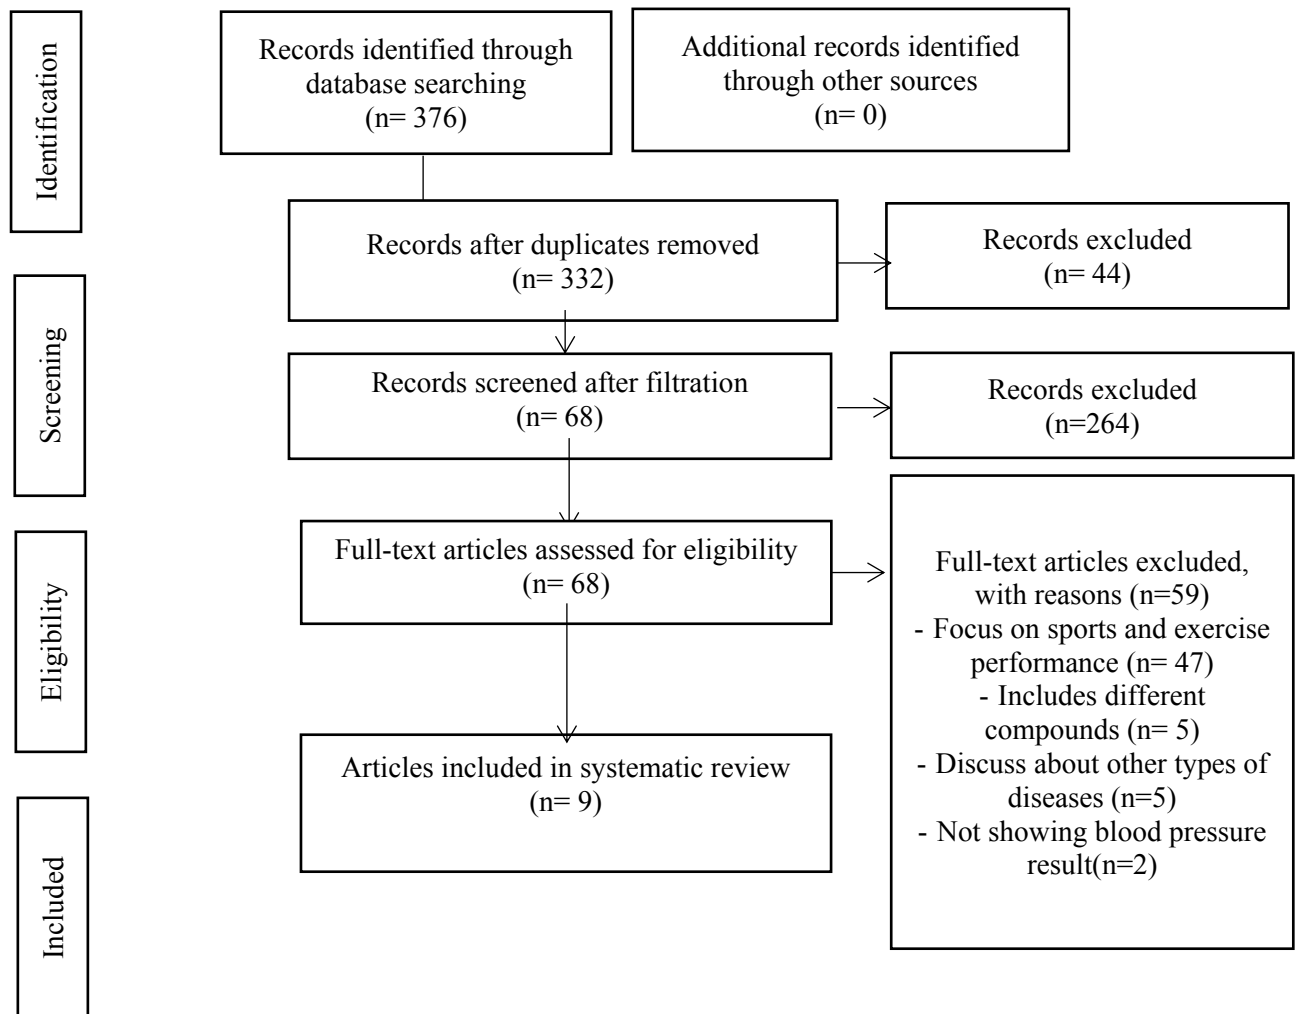 Identification
Records identified through
database searching
(n= 376)
Additional records identified
through other sources
(n= 0)
Records after duplicates removed
(n= 332)
Records excluded
(n= 44)
Screening
Records screened after filtration
(n= 68)
Records excluded
(n=264)
Eligibility
Full-text articles assessed for eligibility
(n= 68)
Full-text articles excluded,
with reasons (n=59)
- Focus on sports and exercise
performance (n= 47)
- Includes different
compounds (n= 5)
- Discuss about other types of
diseases (n=5)
- Not showing blood pressure
result(n=2)
Included
Articles included in systematic review
(n= 9)